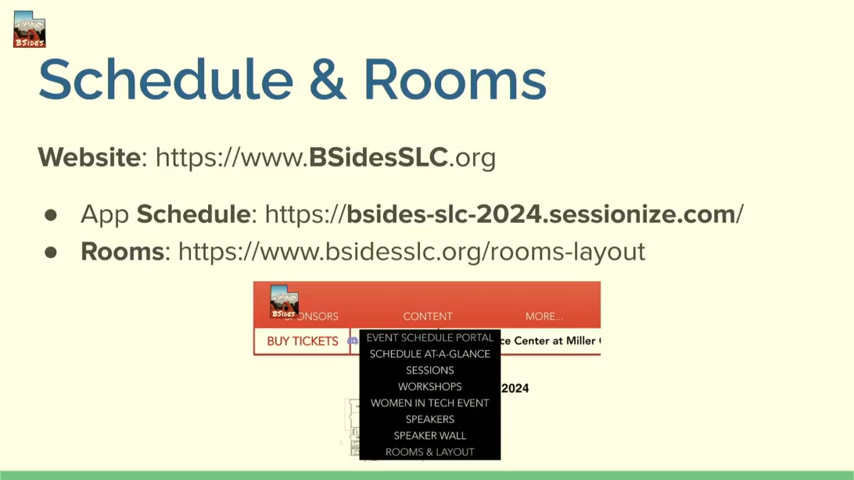 BSIDES
Schedule & Rooms
Website: https://www.BSidesSLC.org
● App Schedule: https://bsides-slc-2024.sessionize.com/
● Rooms: https://www.bsidesslc.org/rooms-layout
BSIDES
SPONSORS CONTENT MORE...
BUY TICKETS ce Center at Miller
EVENT SCHEDULE PORTAL
SCHEDULE AT-A-GLANCE
SESSIONS
WORKSHOPS 2024
WOMEN IN TECH EVENT
SPEAKERS
SPEAKER WALL
ROOMS & LAYOUT